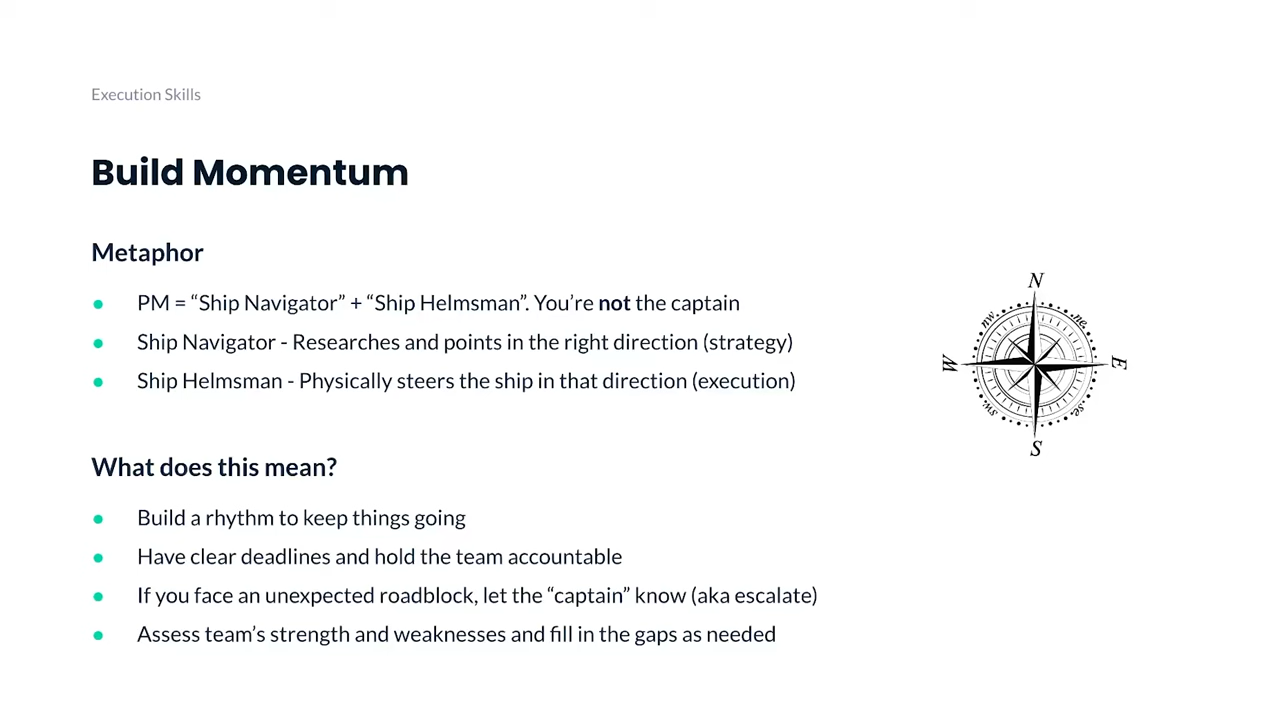 Execution Skills
Build Momentum
Metaphor
● PM = “Ship Navigator” + “Ship Helmsman”. You’re not the captain
● Ship Navigator - Researches and points in the right direction (strategy)
● Ship Helmsman - Physically steers the ship in that direction (execution)
What does this mean?
● Build a rhythm to keep things going
● Have clear deadlines and hold the team accountable
● If you face an unexpected roadblock, let the “captain” know (aka escalate)
● Assess team’s strength and weaknesses and fill in the gaps as needed
N
nw
ne
W
E
sw
se
S